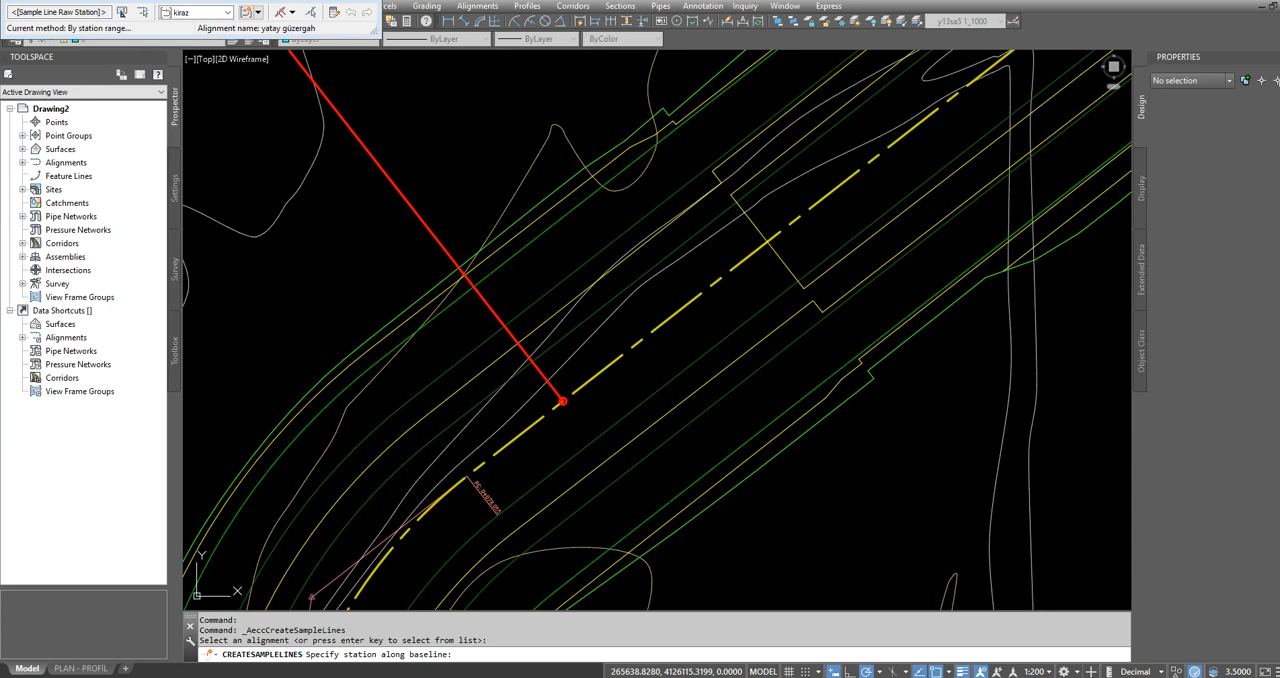 <[Sample Line Raw Station]>
kiraz
Current method: By station range...
Alignment name: yatay güzergah
Grading
Alignments
Profiles
Corridors
Sections
Pipes
Annotation
Inquiry
Window
Express
y13sa5 1_1000
ByLayer
ByLayer
ByColor
TOOLSPACE
Active Drawing View
Drawing2
Points
Point Groups
Surfaces
Alignments
Feature Lines
Sites
Catchments
Pipe Networks
Pressure Networks
Corridors
Assemblies
Intersections
Survey
View Frame Groups
Data Shortcuts []
Surfaces
Alignments
Pipe Networks
Pressure Networks
Corridors
View Frame Groups
Prospector
Settings
Survey
Toolbox
[−][Top][2D Wireframe]
Y
X
PROPERTIES
No selection
Design
Display
Extended Data
Object Class
Command:
Command: _AeccCreateSampleLines
Select an alignment <or press enter key to select from list>:
CREATESAMPLELINES Specify station along baseline:
Model
PLAN - PROFİL
+
265638.8280, 4126115.3199, 0.0000
MODEL
1:200
Decimal
3.5000